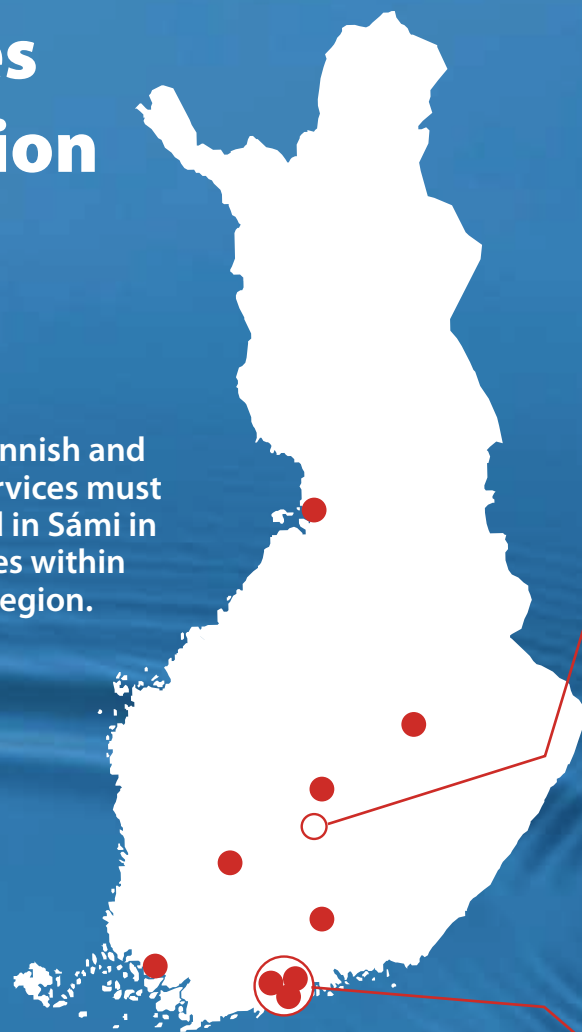 es
ion
nnish and
rvices must
l in Sámi in
es within
egion.